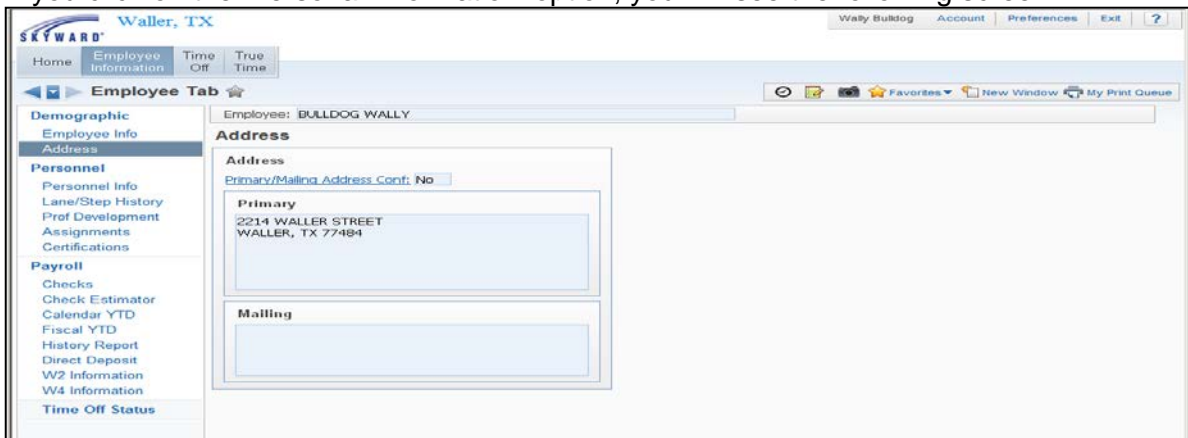 Waller, TX
SKYWARD
Wally Bulldog Account Preferences Exit ?
Home Employee Information Time Off True Time
Employee Tab
Favorites New Window My Print Queue
Demographic
Employee Info
Address
Personnel
Personnel Info
Lane/Step History
Prof Development
Assignments
Certifications
Payroll
Checks
Check Estimator
Calendar YTD
Fiscal YTD
History Report
Direct Deposit
W2 Information
W4 Information
Time Off Status
Employee: BULLDOG WALLY
Address
Address
Primary/Mailing Address Conf: No
Primary
2214 WALLER STREET
WALLER, TX 77484
Mailing